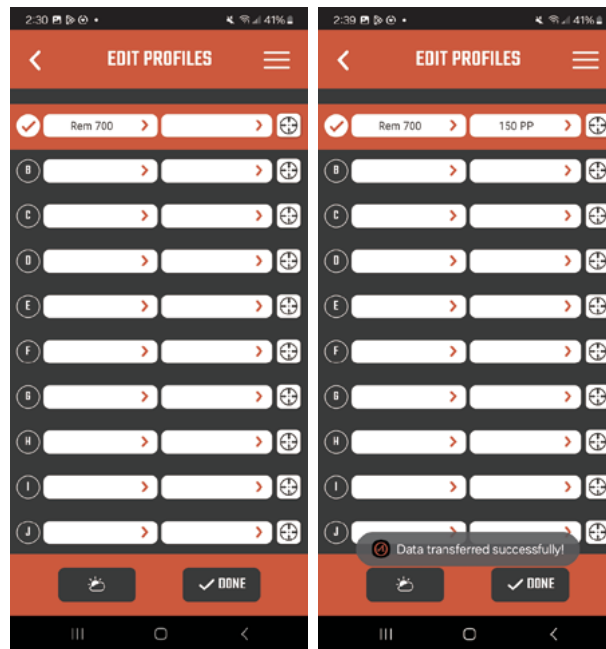 2:30
41%
EDIT PROFILES
Rem 700
B
C
D
E
F
G
H
I
J
DONE
2:39
41%
EDIT PROFILES
Rem 700 150 PP
B
C
D
E
F
G
H
I
J
Data transferred successfully!
DONE